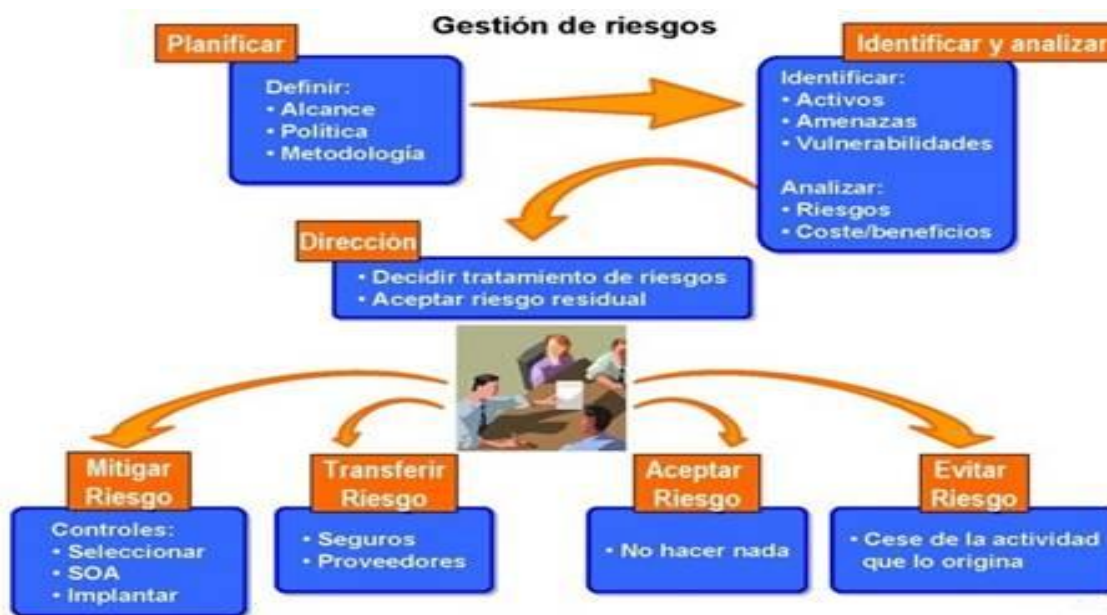 Gestión de riesgos
Planificar
Definir:
• Alcance
• Política
• Metodología
Identificar y analizar
Identificar:
• Activos
• Amenazas
• Vulnerabilidades
Analizar:
• Riesgos
• Coste/beneficios
Dirección
• Decidir tratamiento de riesgos
• Aceptar riesgo residual
Mitigar
Riesgo
Controles:
• Seleccionar
• SOA
• Implantar
Transferir
Riesgo
• Seguros
• Proveedores
Aceptar
Riesgo
• No hacer nada
Evitar
Riesgo
• Cese de la actividad
que lo origina